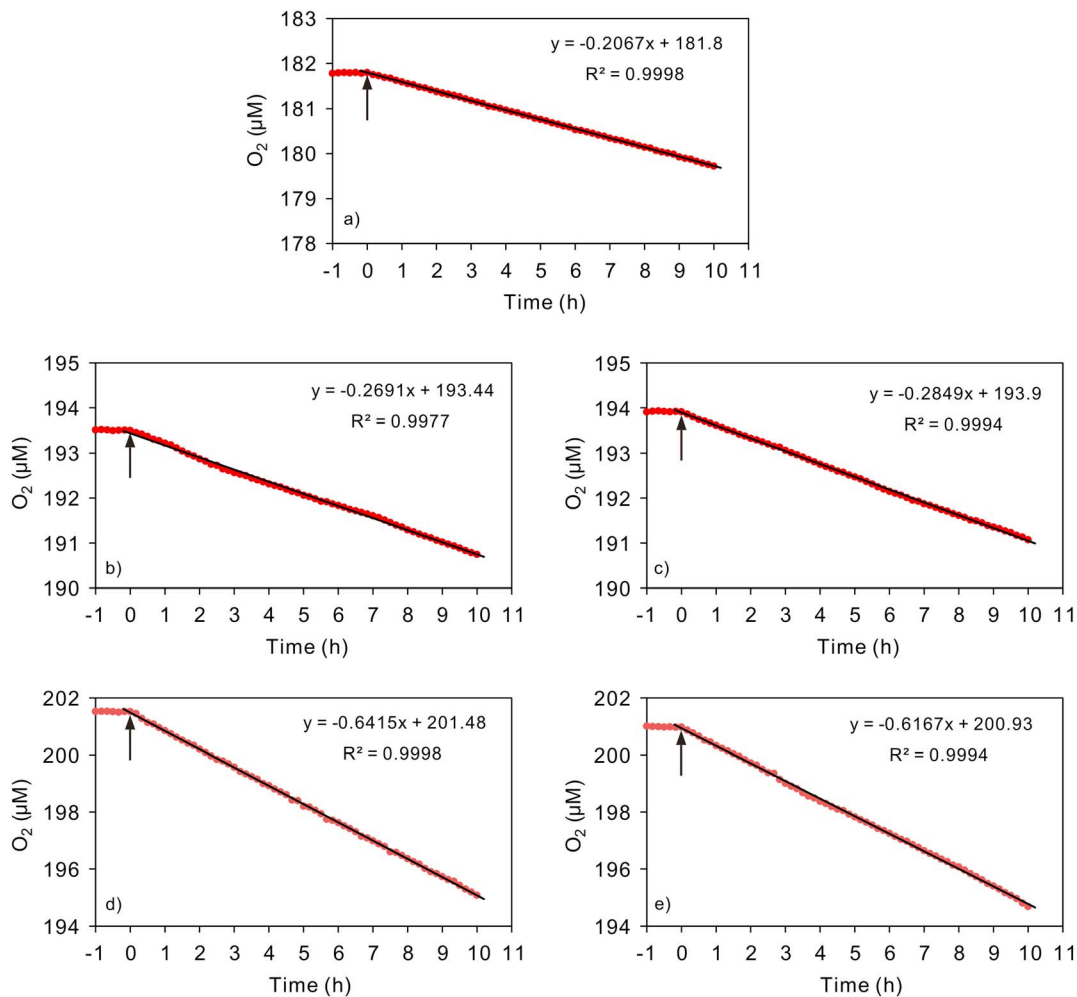 183
182
181
180
179
178
O₂ (µM)
y = -0.2067x + 181.8
R² = 0.9998
a)
-1 0 1 2 3 4 5 6 7 8 9 10 11
Time (h)
195
194
193
192
191
190
O₂ (µM)
y = -0.2691x + 193.44
R² = 0.9977
b)
-1 0 1 2 3 4 5 6 7 8 9 10 11
Time (h)
195
194
193
192
191
190
O₂ (µM)
y = -0.2849x + 193.9
R² = 0.9994
c)
-1 0 1 2 3 4 5 6 7 8 9 10 11
Time (h)
202
200
198
196
194
O₂ (µM)
y = -0.6415x + 201.48
R² = 0.9998
d)
-1 0 1 2 3 4 5 6 7 8 9 10 11
Time (h)
202
200
198
196
194
O₂ (µM)
y = -0.6167x + 200.93
R² = 0.9994
e)
-1 0 1 2 3 4 5 6 7 8 9 10 11
Time (h)